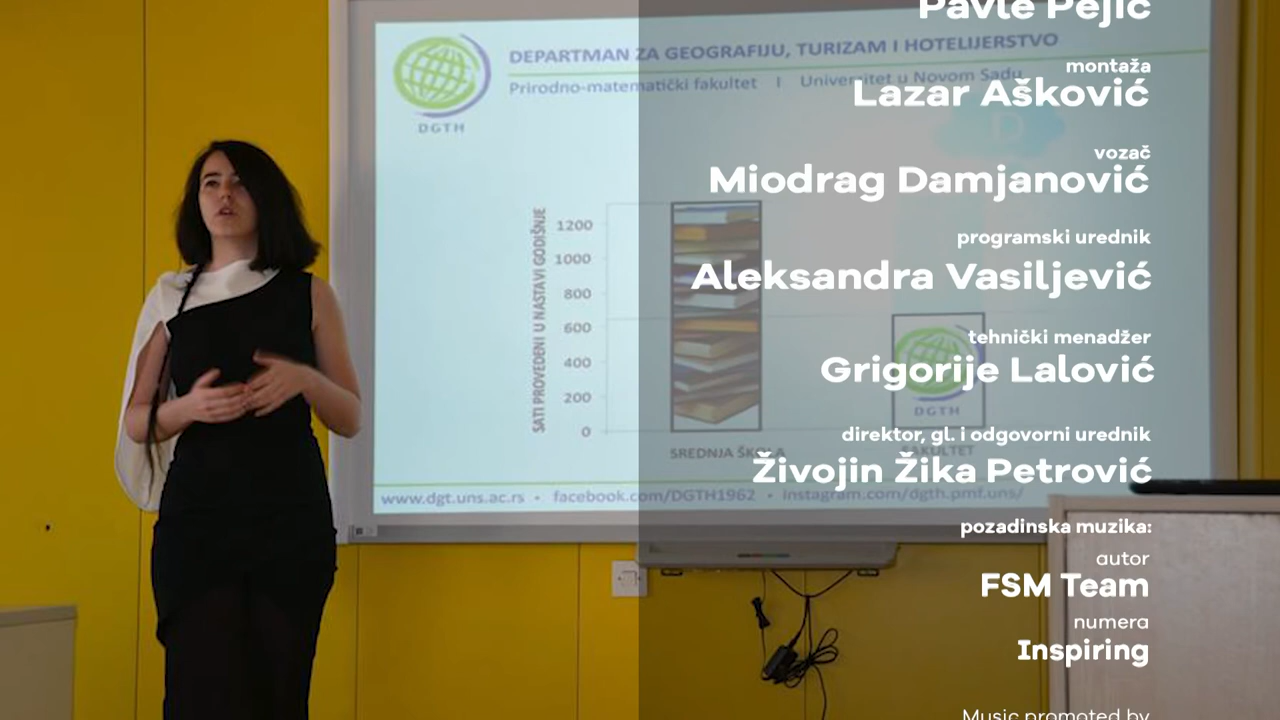 DEPARTMAN ZA GEOGRAFIJU, TURIZAM I HOTELIJERSTVO
Prirodno-matematički fakultet I Univerzitet u Novom Sadu
DGTH
SATI PROVEDENI U NASTAVI GODIŠNJE
1200
1000
800
600
400
200
0
DGTH
SREDNJA ŠKOLA
FAKULTET
www.dgt.uns.ac.rs • facebook.com/DGTH1962 • instagram.com/dgth.pmf.uns/
Pavle Pejić
montaža
Lazar Ašković
vozač
Miodrag Damjanović
programski urednik
Aleksandra Vasiljević
tehnički menadžer
Grigorije Lalović
direktor, gl. i odgovorni urednik
Živojin Žika Petrović
pozadinska muzika:
autor
FSM Team
numera
Inspiring
Music promoted by